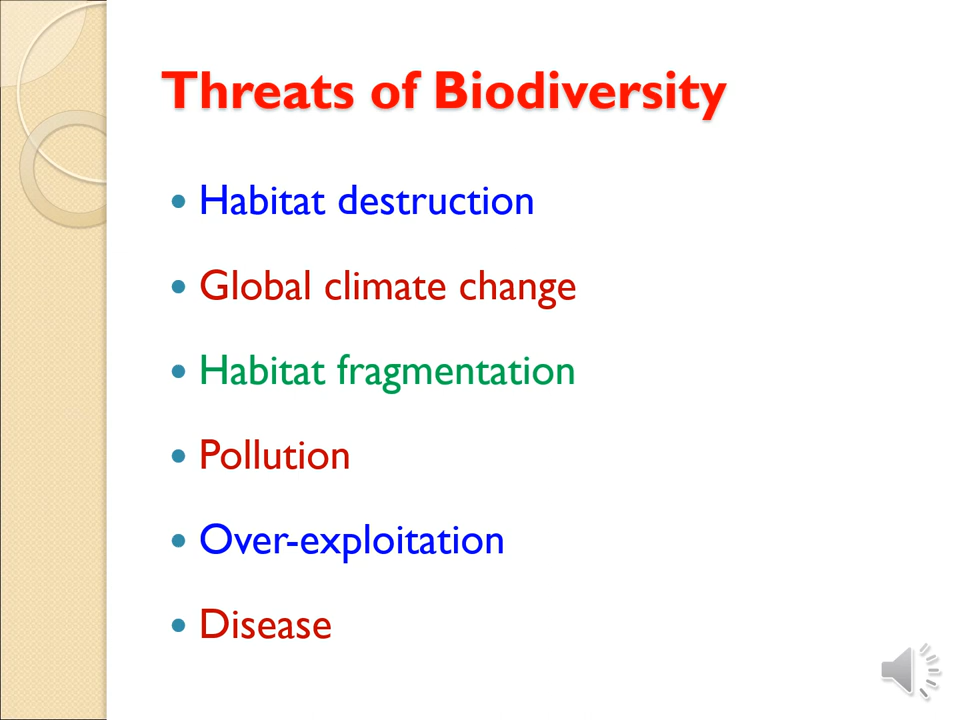 Threats of Biodiversity
• Habitat destruction
• Global climate change
• Habitat fragmentation
• Pollution
• Over-exploitation
• Disease